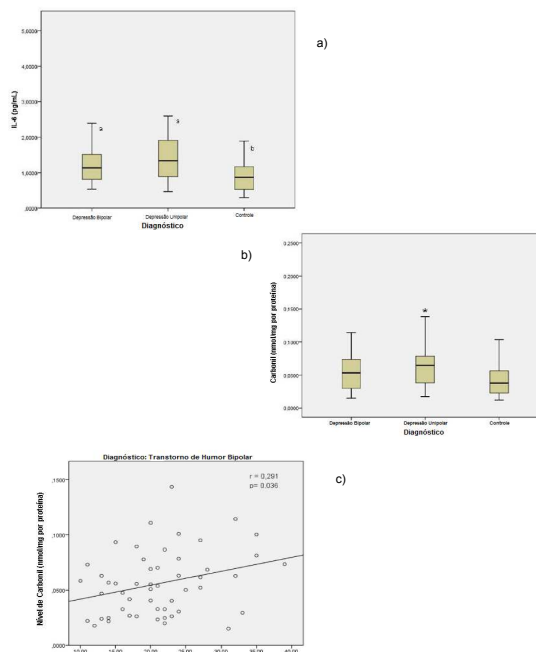 a)
5,0000
4,0000
3,0000
2,0000
1,0000
,0000
IL-6 (pg/mL)
a
a
b
Depressão Bipolar
Depressão Unipolar
Controle
Diagnóstico
b)
0,2500
0,2000
0,1500
0,1000
0,0500
0,0000
Carbonil (nmol/mg por proteína)
*
Depressão Bipolar
Depressão Unipolar
Controle
Diagnóstico
c)
Diagnóstico: Transtorno de Humor Bipolar
r = 0,291
p= 0,036
,1500
,1000
,0500
,0000
Nível de Carbonil (nmol/mg por proteína)
10,00 15,00 20,00 25,00 30,00 35,00 40,00